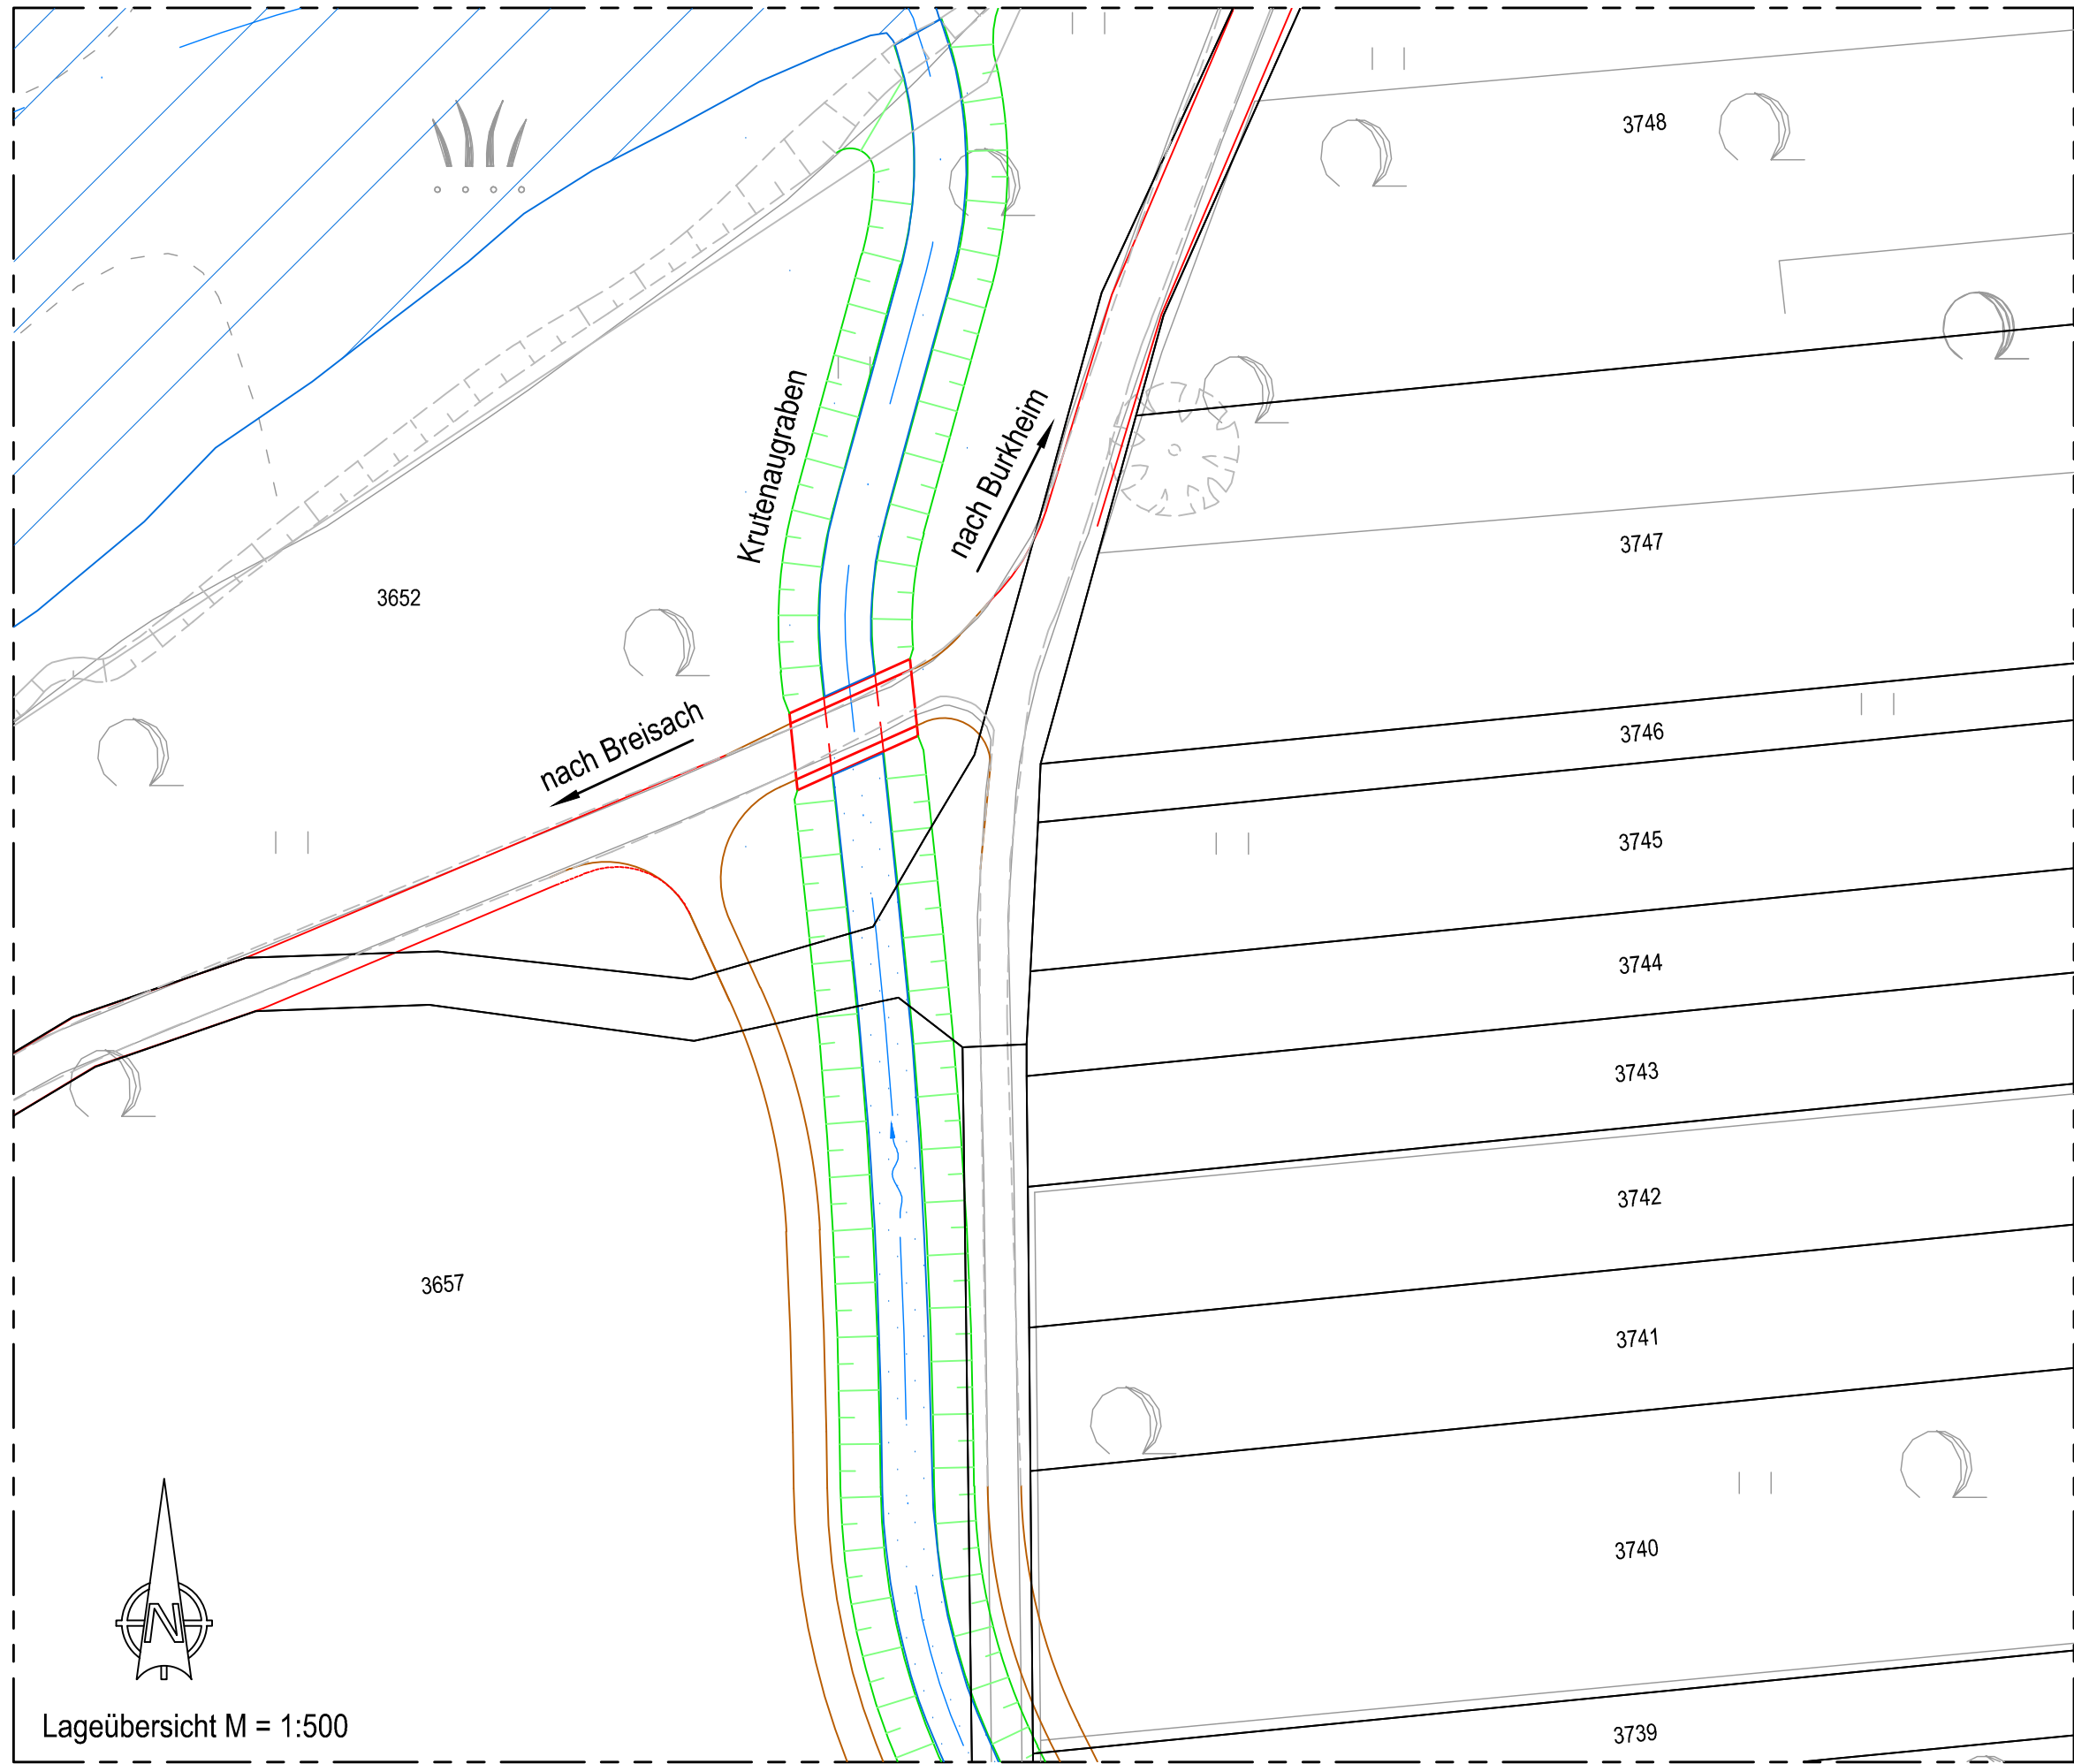 3748
Krutenaugraben
nach Burkheim
3747
3652
nach Breisach
3746
3745
3744
3743
3742
3657
3741
3740
N
Lageübersicht M = 1:500
3739